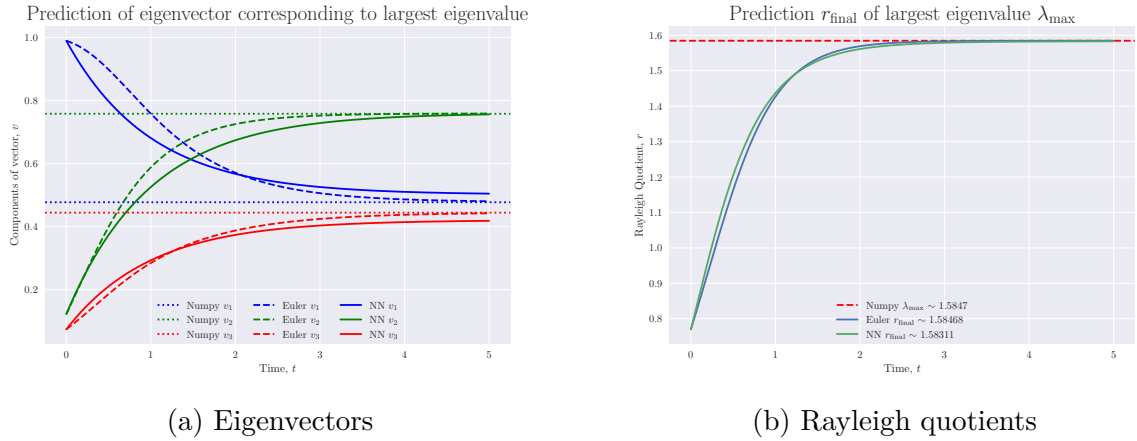 Prediction of eigenvector corresponding to largest eigenvalue
1.0
0.8
0.6
0.4
0.2
Components of vector, v
Numpy v₁ Euler v₁ NN v₁
Numpy v₂ Euler v₂ NN v₂
Numpy v₃ Euler v₃ NN v₃
0 1 2 3 4 5
Time, t
(a) Eigenvectors
Prediction r_final of largest eigenvalue λ_max
1.6
1.5
1.4
1.3
1.2
1.1
1.0
0.9
0.8
Rayleigh Quotient, r
Numpy λ_max ∼ 1.5847
Euler r_final ∼ 1.58468
NN r_final ∼ 1.58311
0 1 2 3 4 5
Time, t
(b) Rayleigh quotients